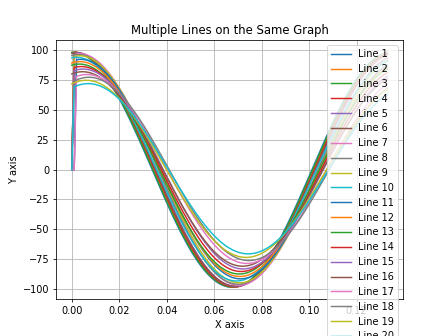 Multiple Lines on the Same Graph
100
75
50
25
0
−25
−50
−75
−100
Y axis
0.00
0.02
0.04
0.06
0.08
0.10
X axis
Line 1
Line 2
Line 3
Line 4
Line 5
Line 6
Line 7
Line 8
Line 9
Line 10
Line 11
Line 12
Line 13
Line 14
Line 15
Line 16
Line 17
Line 18
Line 19
Line 20